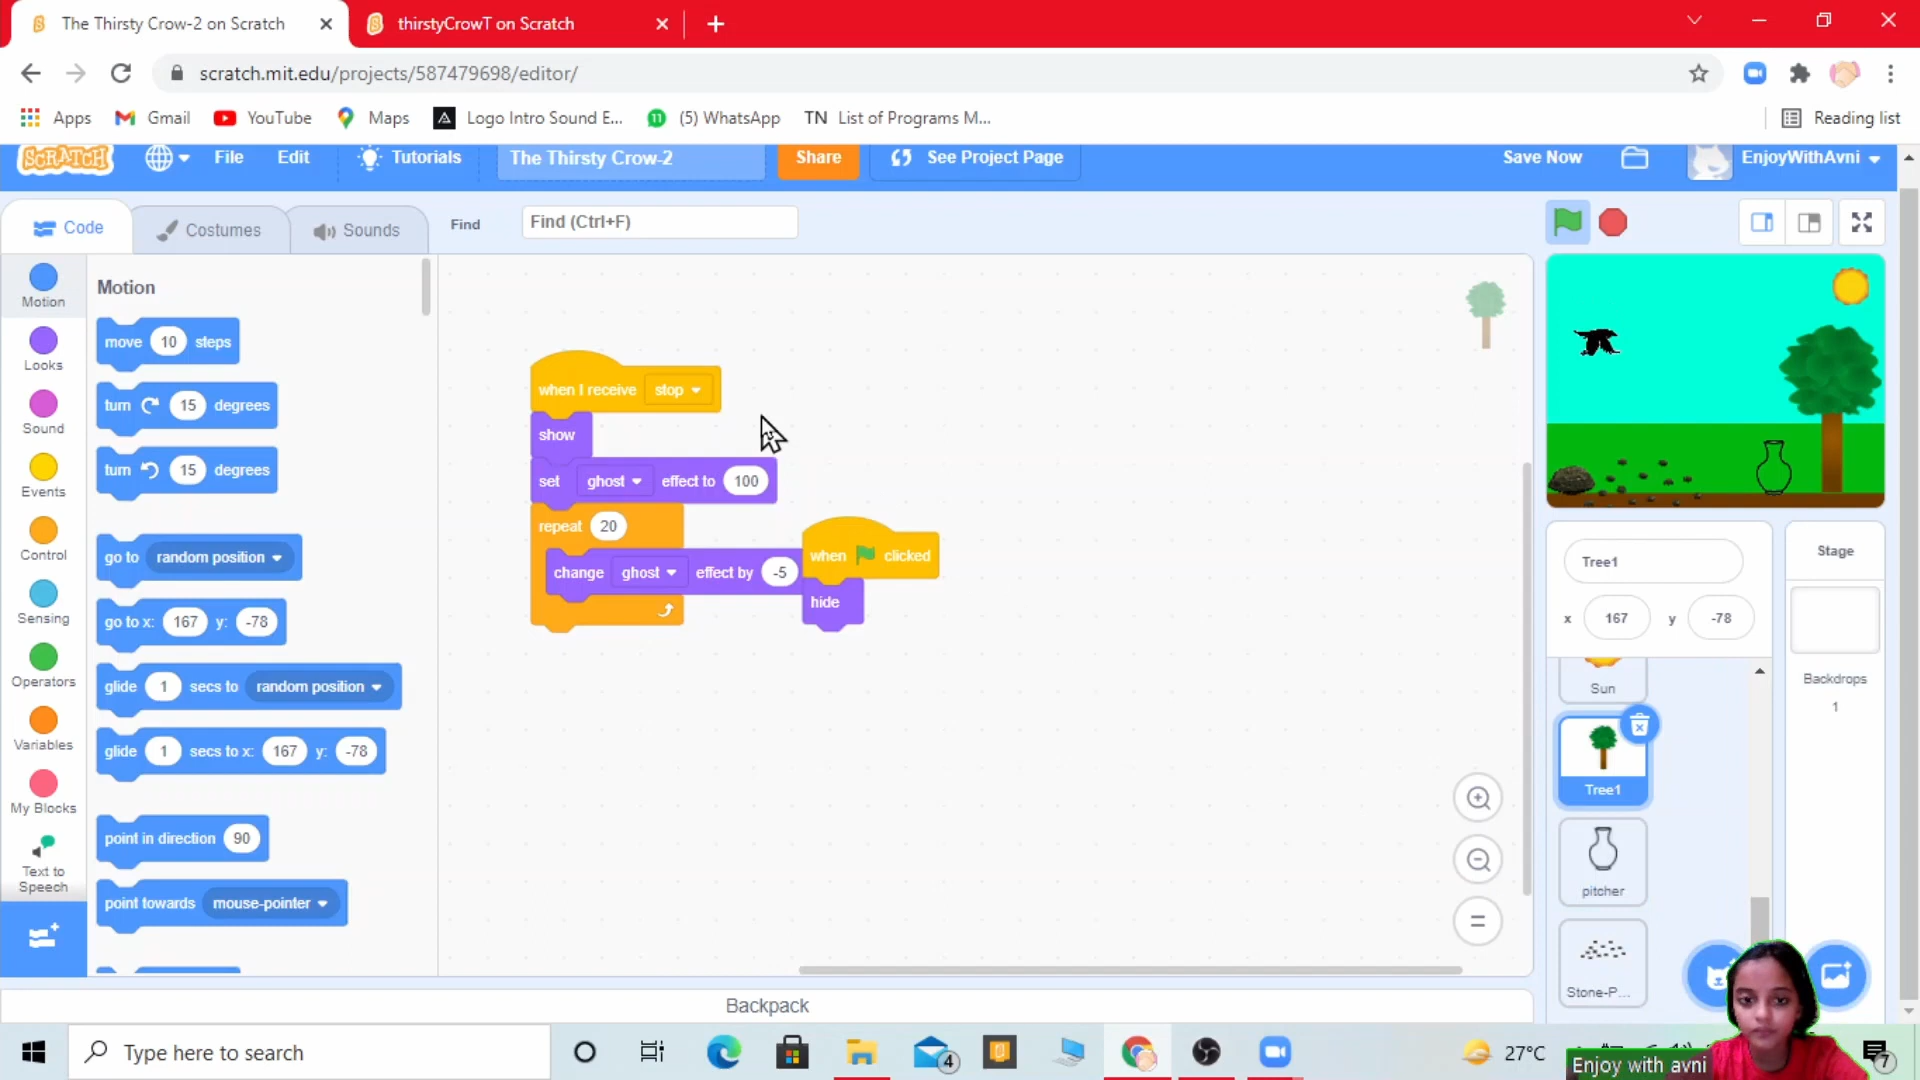 The Thirsty Crow-2 on Scratch
thirstyCrowT on Scratch
scratch.mit.edu/projects/587479698/editor/
Apps
Gmail
YouTube
Maps
Logo Intro Sound E...
(5) WhatsApp
TN List of Programs M...
Reading list
SCRATCH
File
Edit
Tutorials
The Thirsty Crow-2
Share
See Project Page
Save Now
EnjoyWithAvni
Code
Costumes
Sounds
Find
Find (Ctrl+F)
Motion
Looks
Sound
Events
Control
Sensing
Operators
Variables
My Blocks
Text to
Speech
Motion
move 10 steps
turn 15 degrees
turn 15 degrees
go to random position
go to x: 167 y: -78
glide 1 secs to random position
glide 1 secs to x: 167 y: -78
point in direction 90
point towards mouse-pointer
when I receive stop
show
set ghost effect to 100
repeat 20
change ghost effect by -5
when clicked
hide
Tree1
x 167 y -78
Sun
Tree1
pitcher
Stone-P...
Stage
Backdrops
1
Backpack
Type here to search
4
27°C
7
Enjoy with avni